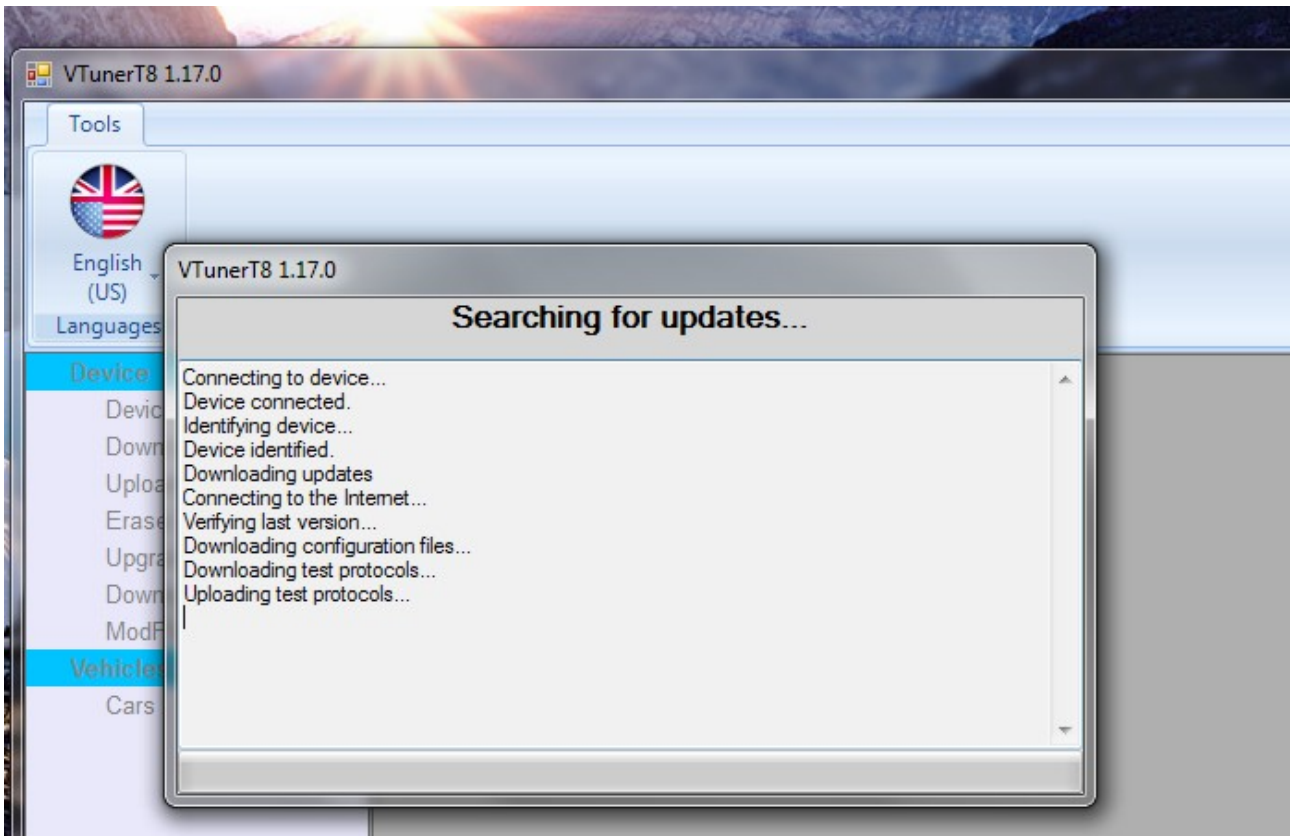 VTunerT8 1.17.0
Tools
English
(US)
Languages
VTunerT8 1.17.0
Searching for updates...
Connecting to device...
Device connected.
Identifying device...
Device identified.
Downloading updates
Connecting to the Internet...
Verifying last version...
Downloading configuration files...
Downloading test protocols...
Uploading test protocols...
Device
Vehicles
Cars